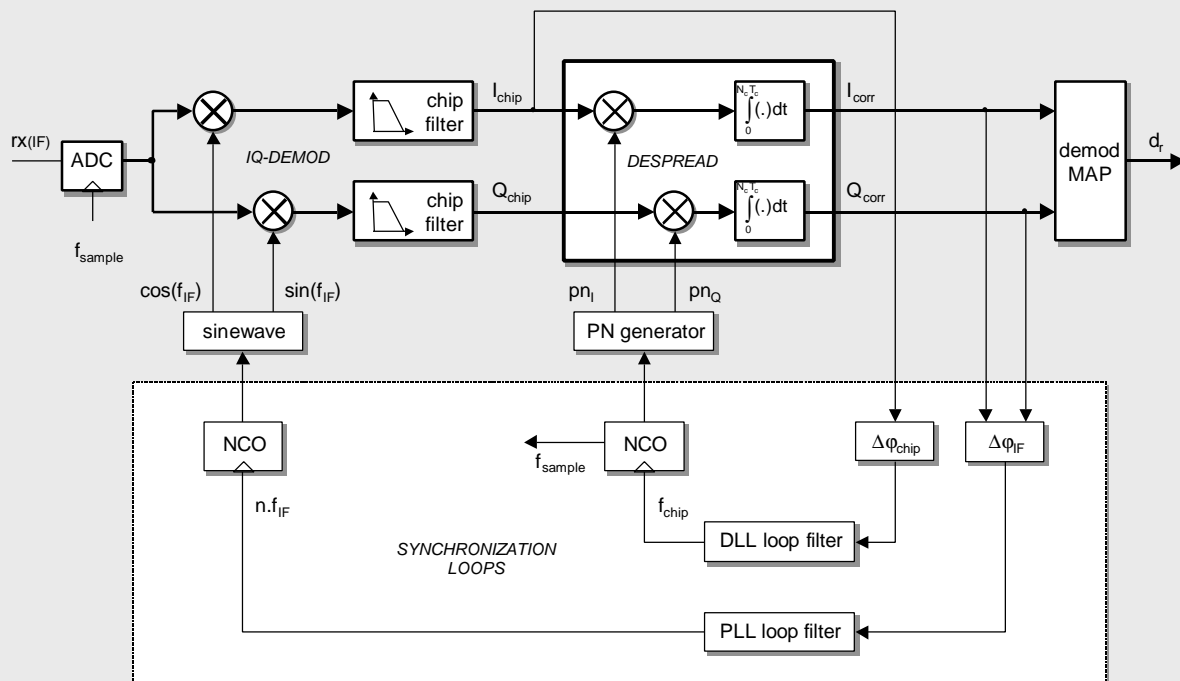 I_chip
N_c T_c
∫(.)dt
0
I_corr
chip
filter
rx(IF)
ADC
IQ-DEMOD
DESPREAD
demod
MAP
d_r
Q_chip
N_c T_c
∫(.)dt
0
Q_corr
chip
filter
f_sample
cos(f_IF)
sin(f_IF)
pn_I
pn_Q
sinewave
PN generator
NCO
f_sample
NCO
Δφ_chip
Δφ_IF
n.f_IF
f_chip
DLL loop filter
SYNCHRONIZATION
LOOPS
PLL loop filter